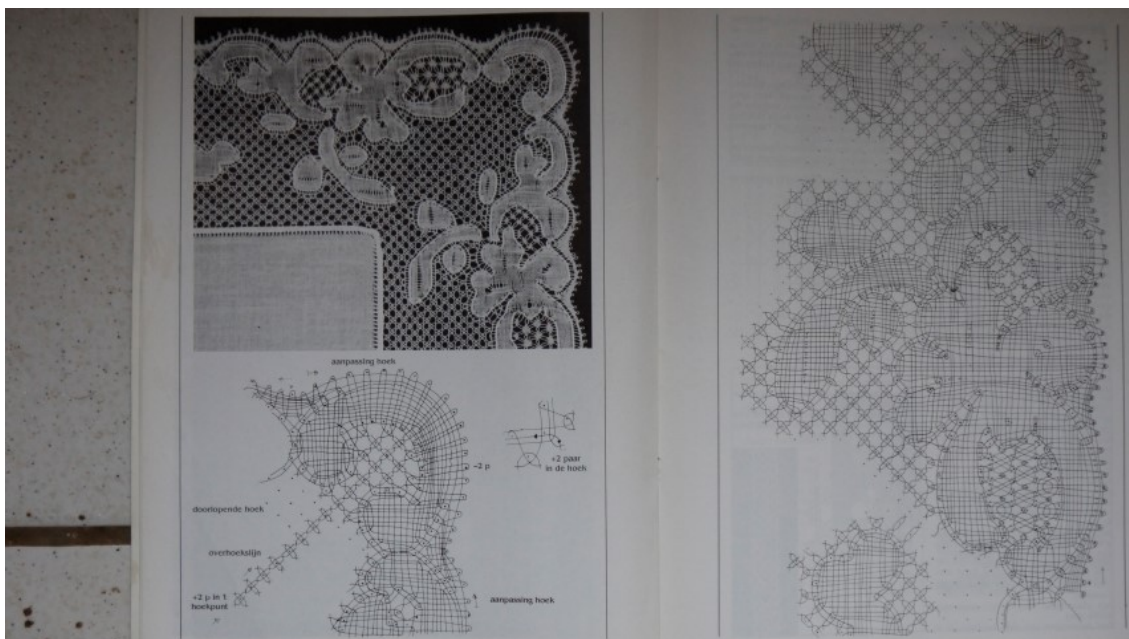 aanpassing hoek
-2 p
+2 paar
in de hoek
doorlopende hoek
overhoekslijn
+2 p in 1
hoekpunt
aanpassing hoek